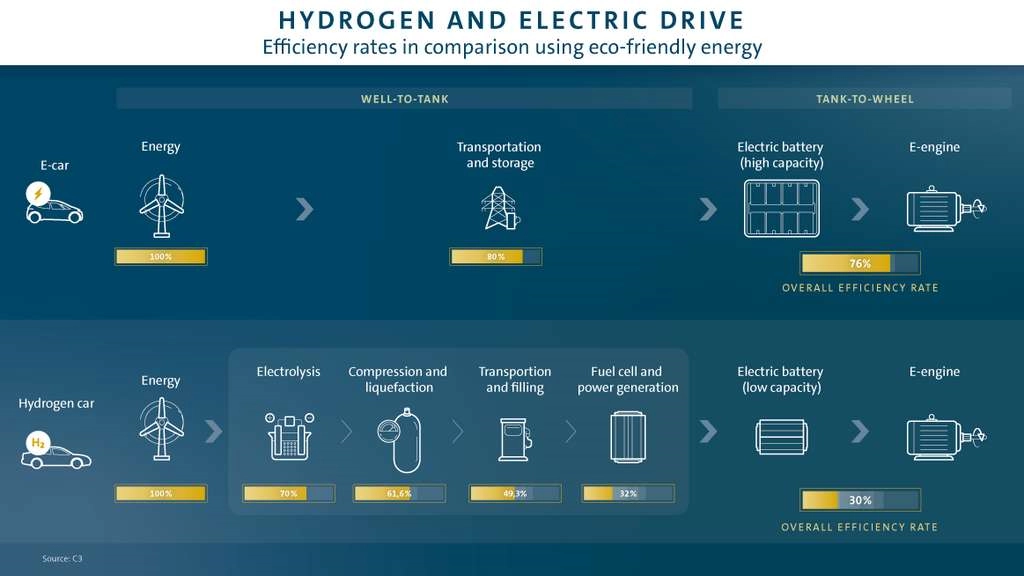 HYDROGEN AND ELECTRIC DRIVE
Efficiency rates in comparison using eco-friendly energy
WELL-TO-TANK
TANK-TO-WHEEL
E-car
Energy
100%
Transportation
and storage
80%
Electric battery
(high capacity)
E-engine
76%
OVERALL EFFICIENCY RATE
Hydrogen car
H₂
Energy
100%
Electrolysis
70%
Compression and
liquefaction
61,6%
Transportion
and filling
49,3%
Fuel cell and
power generation
32%
Electric battery
(low capacity)
E-engine
30%
OVERALL EFFICIENCY RATE
Source: C3